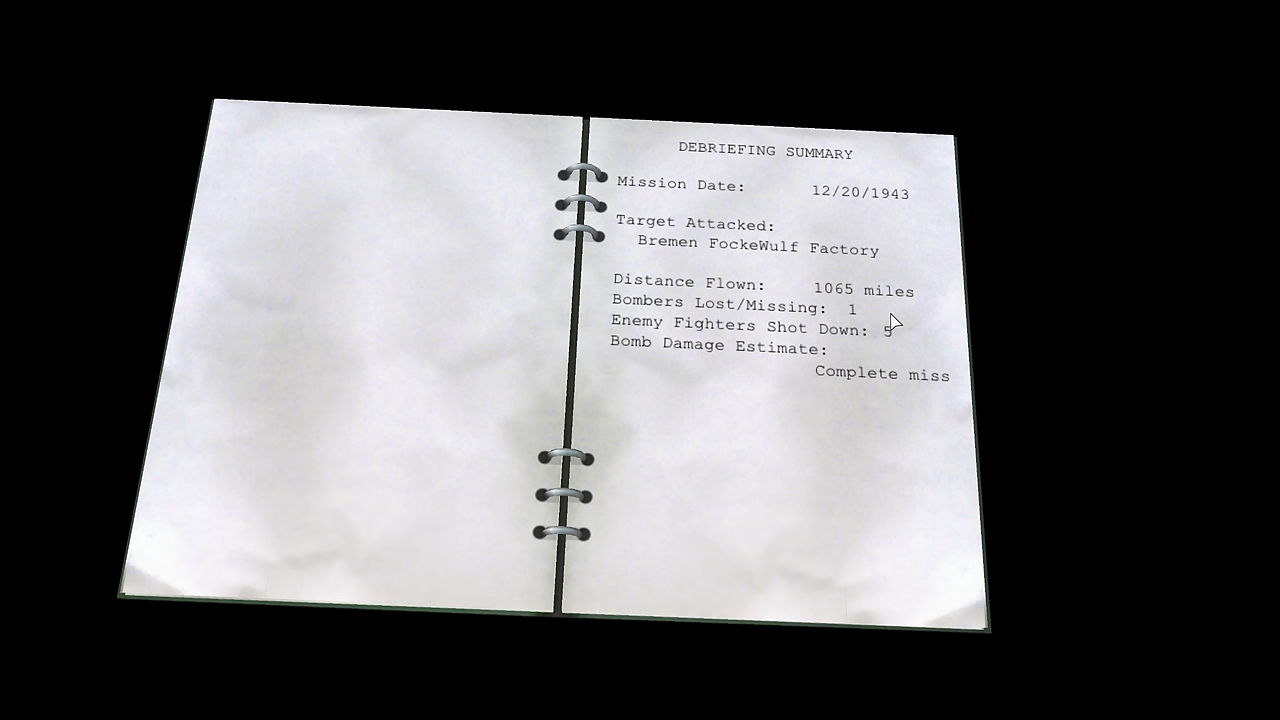 DEBRIEFING SUMMARY
Mission Date: 12/20/1943
Target Attacked:
Bremen FockeWulf Factory
Distance Flown: 1065 miles
Bombers Lost/Missing: 1
Enemy Fighters Shot Down: 5
Bomb Damage Estimate:
Complete miss